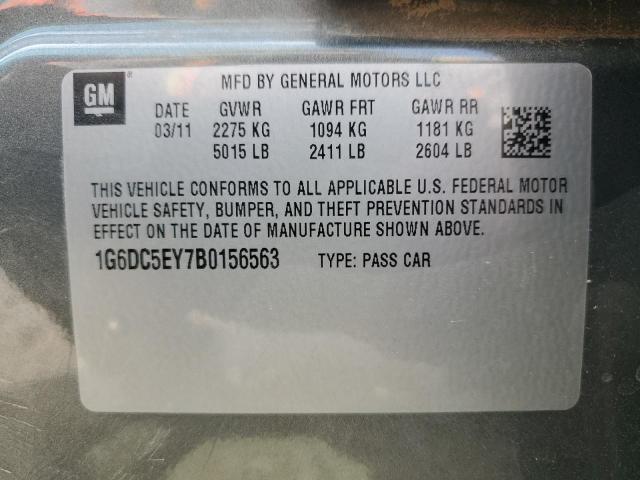 GM ® MFD BY GENERAL MOTORS LLC
DATE GVWR GAWR FRT GAWR RR
03/11 2275 KG 1094 KG 1181 KG
5015 LB 2411 LB 2604 LB
THIS VEHICLE CONFORMS TO ALL APPLICABLE U.S. FEDERAL MOTOR
VEHICLE SAFETY, BUMPER, AND THEFT PREVENTION STANDARDS IN
EFFECT ON THE DATE OF MANUFACTURE SHOWN ABOVE.
1G6DC5EY7B0156563 TYPE: PASS CAR